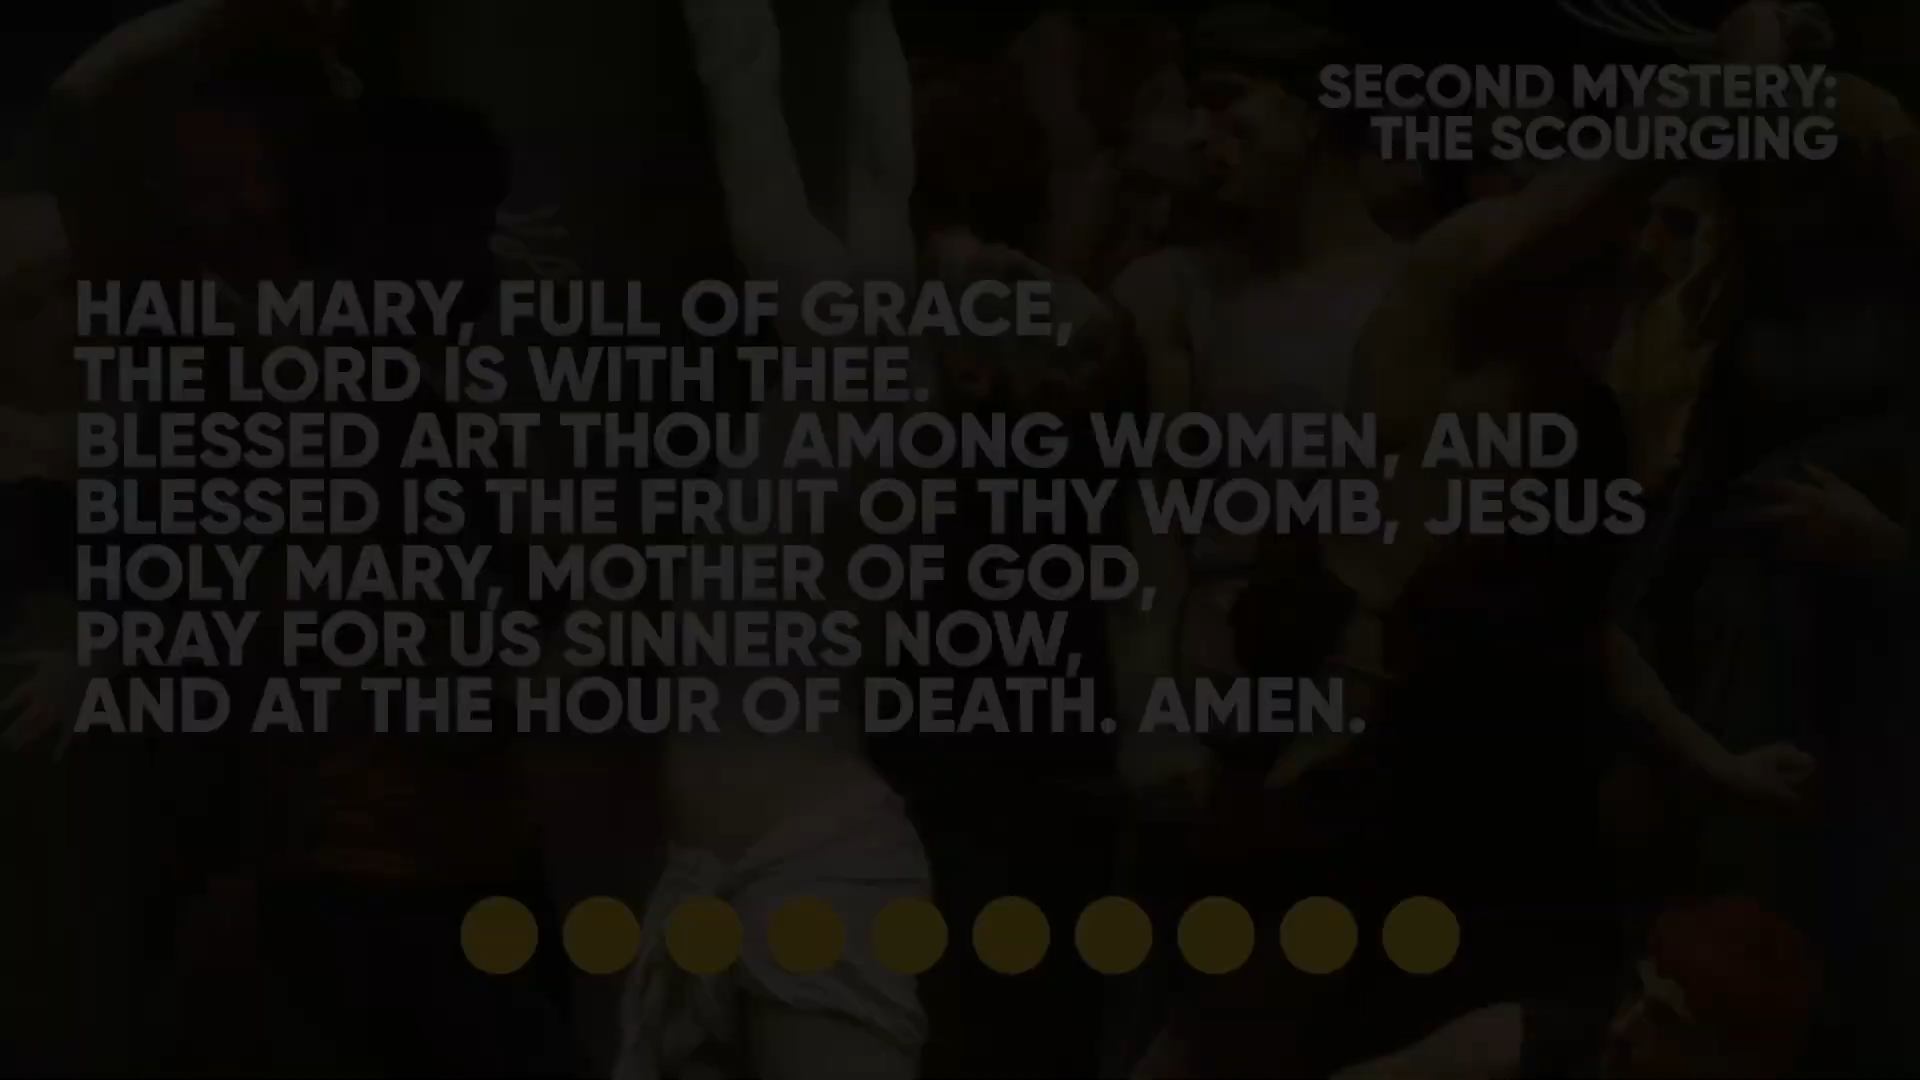 SECOND MYSTERY:
THE SCOURGING
HAIL MARY, FULL OF GRACE,
THE LORD IS WITH THEE.
BLESSED ART THOU AMONG WOMEN, AND
BLESSED IS THE FRUIT OF THY WOMB, JESUS
HOLY MARY, MOTHER OF GOD,
PRAY FOR US SINNERS NOW,
AND AT THE HOUR OF DEATH. AMEN.